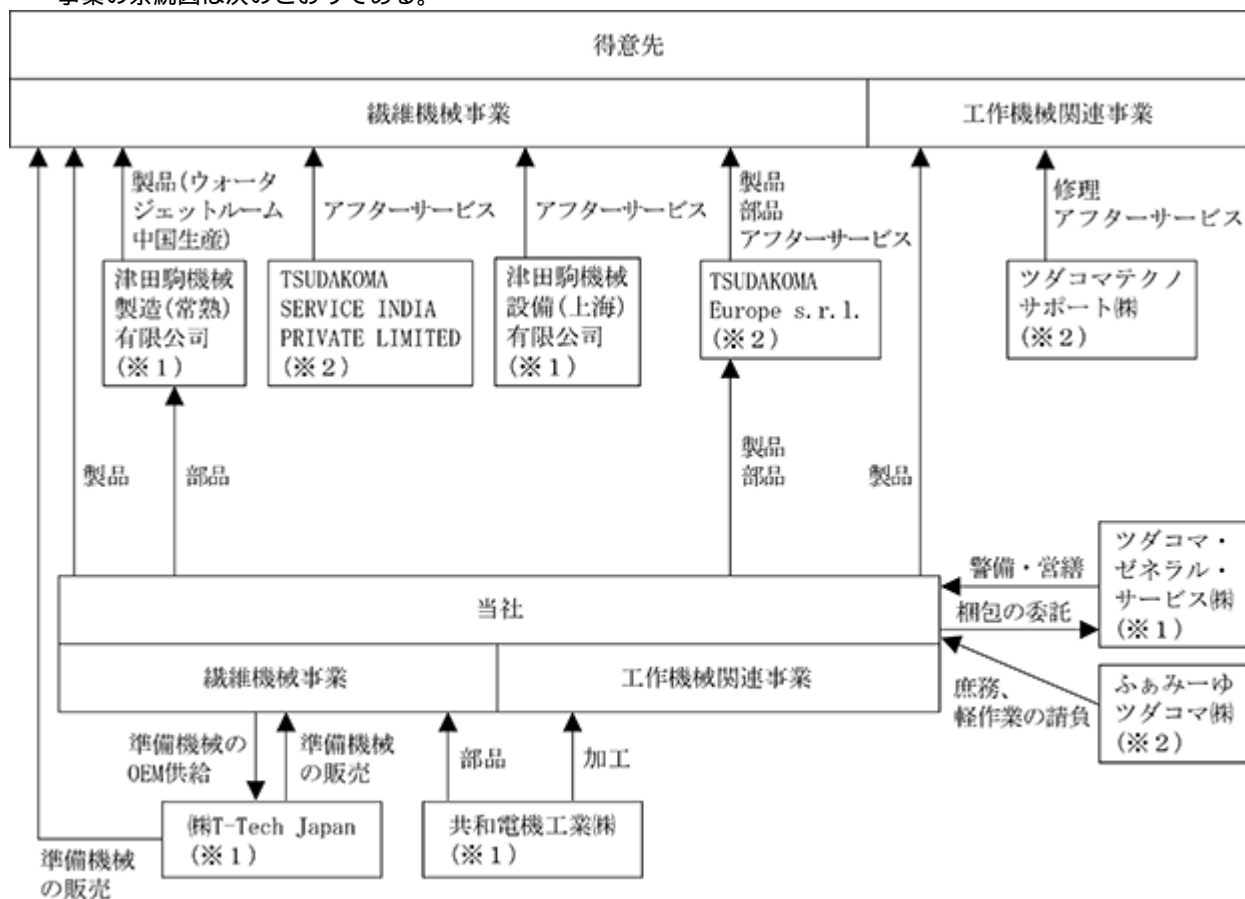 事業の系統図は次のとおりである。
得意先
繊維機械事業
工作機械関連事業
製品(ウォータ
ジェットルーム
中国生産)
アフターサービス
アフターサービス
製品
部品
アフターサービス
修理
アフターサービス
津田駒機械
製造(常熟)
有限公司
(※1)
TSUDAKOMA
SERVICE INDIA
PRIVATE LIMITED
(※2)
津田駒機械
設備(上海)
有限公司
(※1)
TSUDAKOMA
Europe s.r.l.
(※2)
ツダコマテクノ
サポート㈱
(※2)
製品
部品
製品
部品
製品
ツダコマ・
ゼネラル・
サービス㈱
(※1)
警備・営繕
梱包の委託
当社
繊維機械事業
工作機械関連事業
庶務、
軽作業の請負
ふぁみーゆ
ツダコマ㈱
(※2)
準備機械の
OEM供給
準備機械
の販売
部品
加工
㈱T-Tech Japan
(※1)
共和電機工業㈱
(※1)
準備機械
の販売